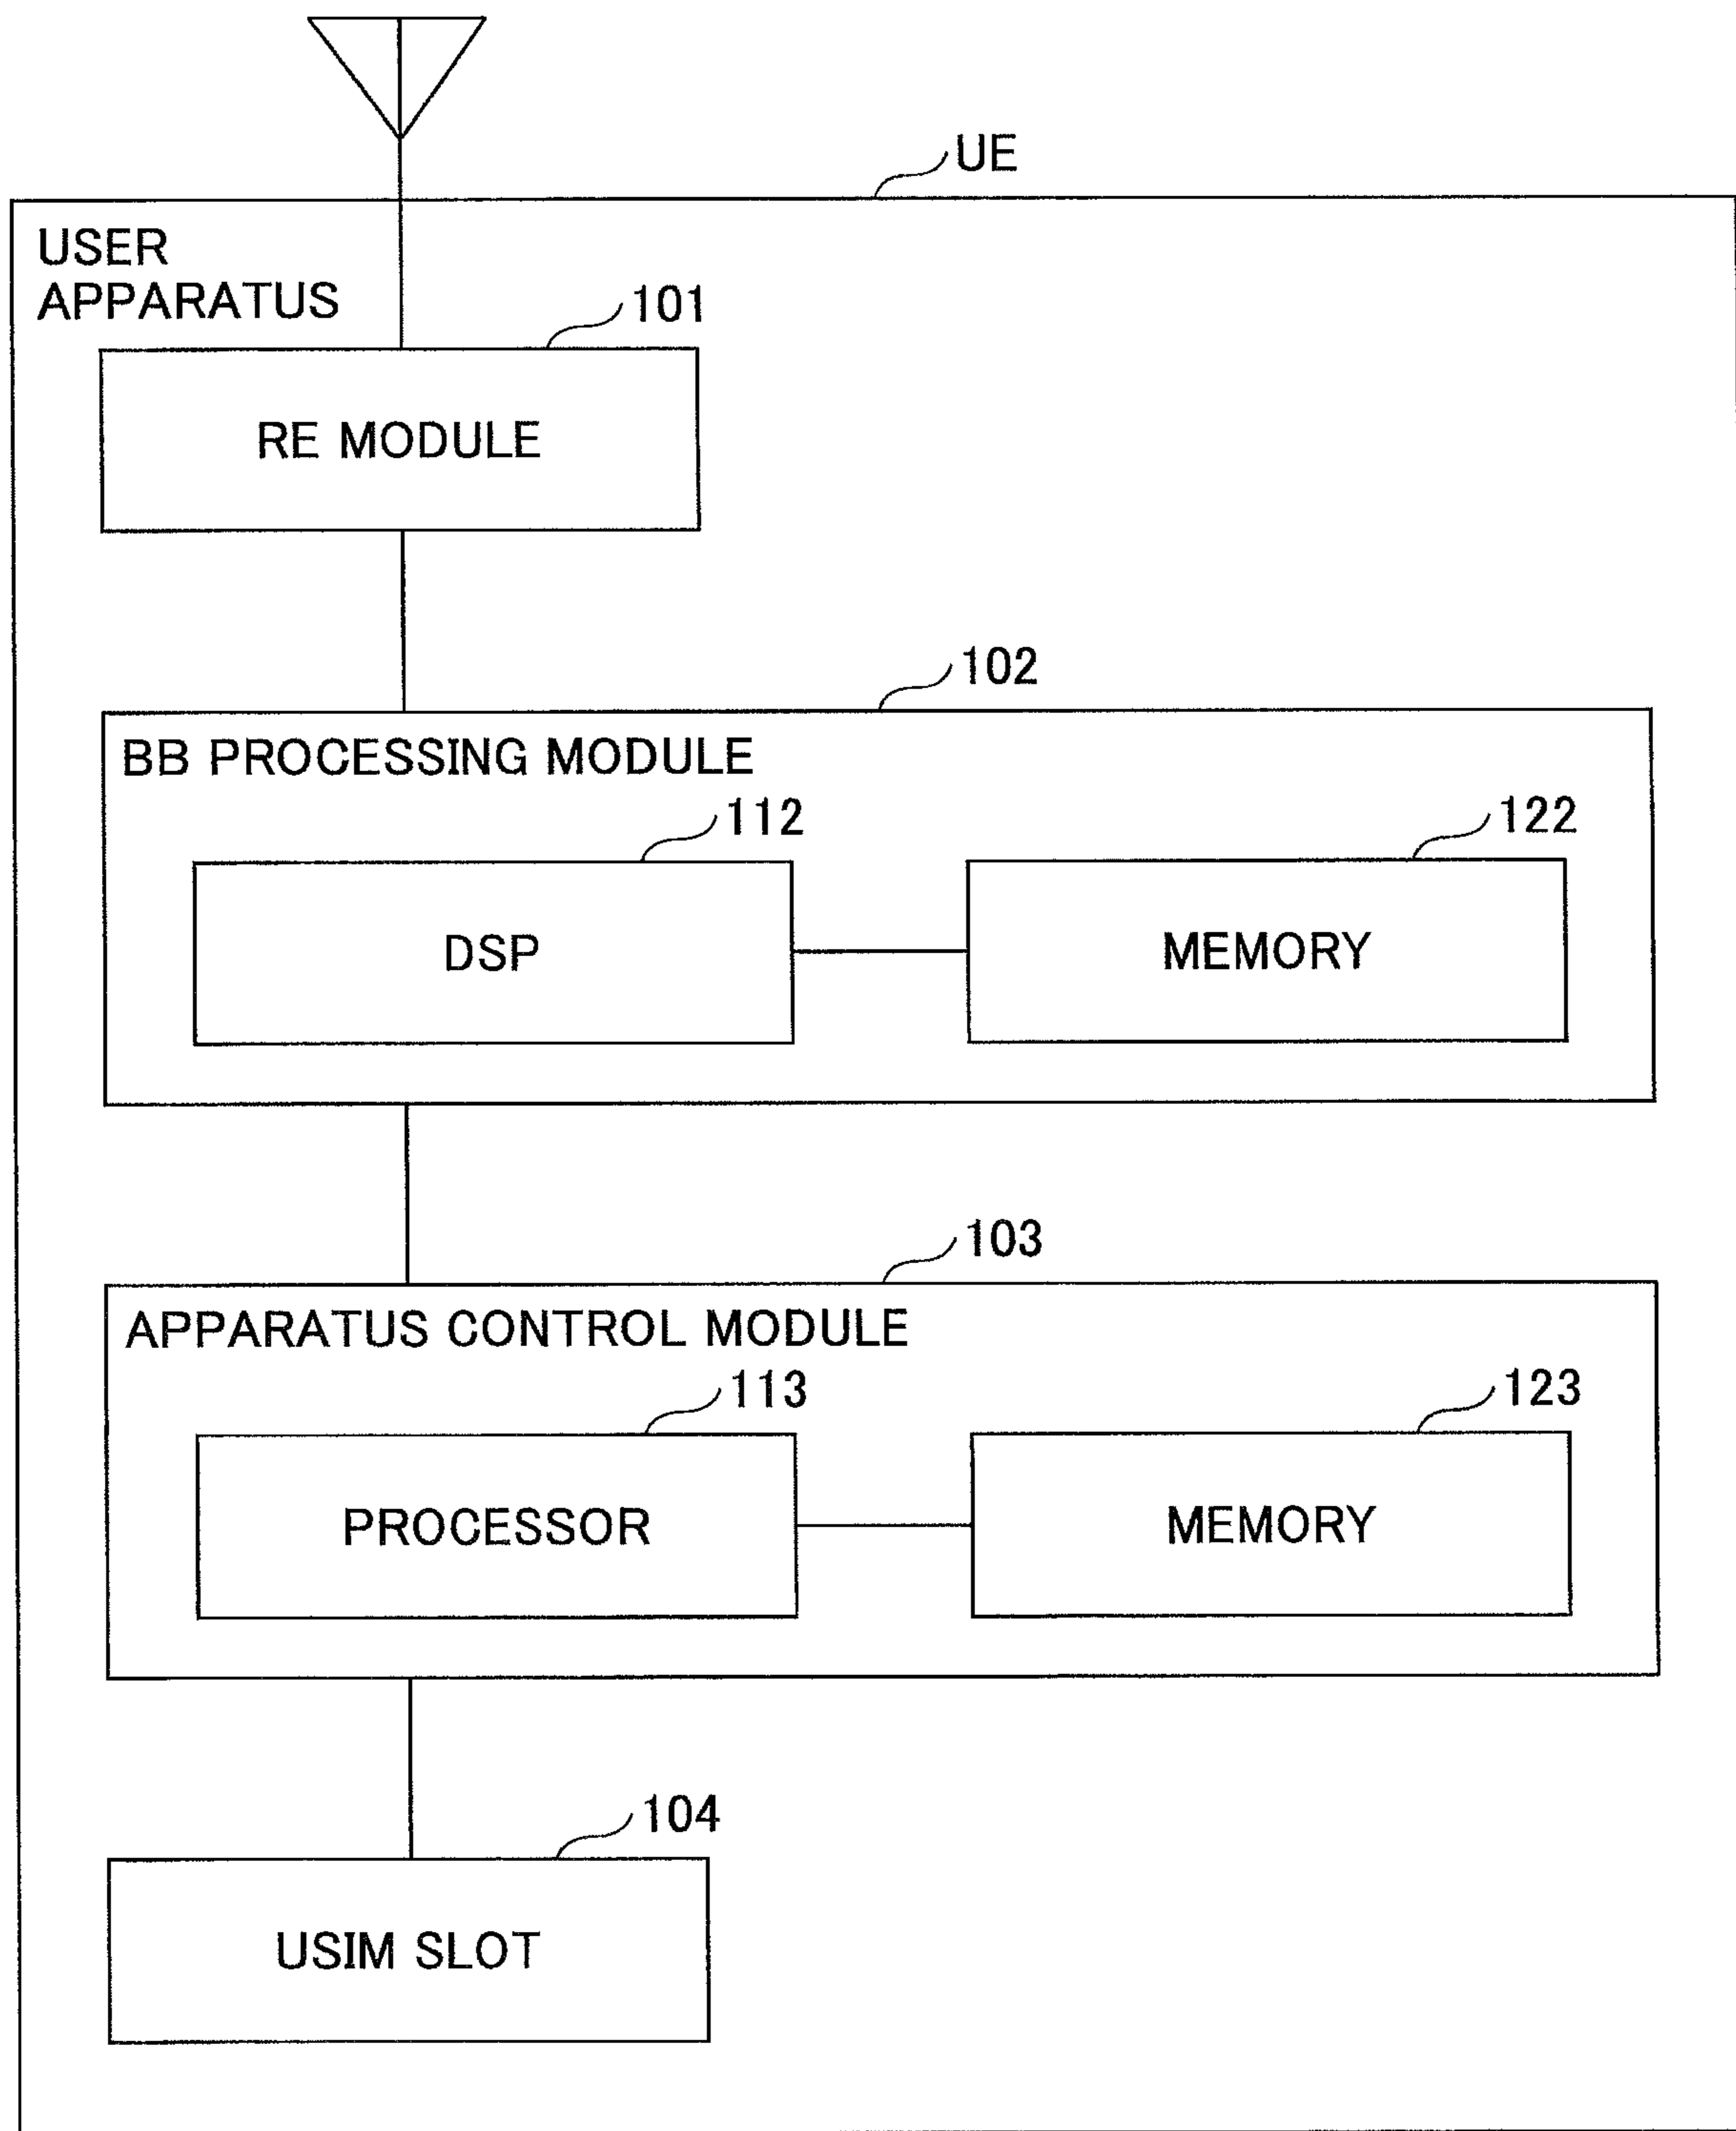 UE
USER
APPARATUS
101
RE MODULE
102
BB PROCESSING MODULE
112
122
DSP
MEMORY
103
APPARATUS CONTROL MODULE
113
123
PROCESSOR
MEMORY
104
USIM SLOT